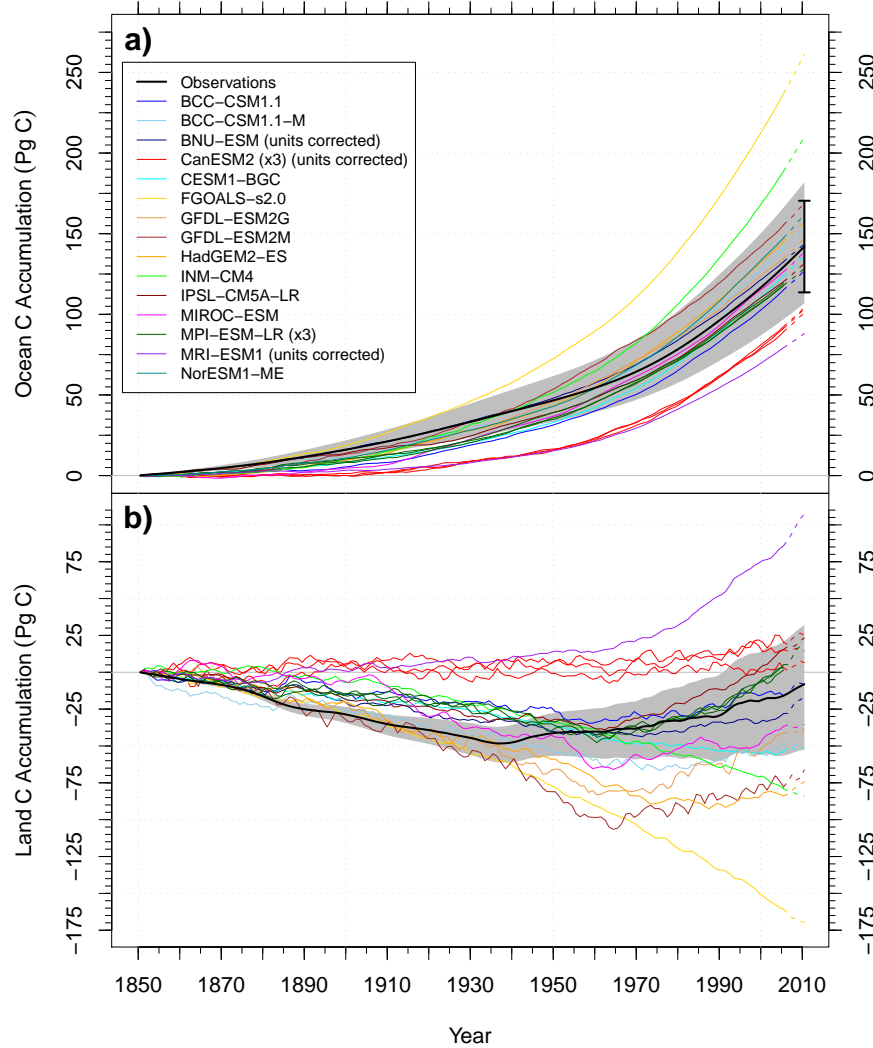 a)
Observations
BCC−CSM1.1
BCC−CSM1.1−M
BNU−ESM (units corrected)
CanESM2 (x3) (units corrected)
CESM1−BGC
FGOALS−s2.0
GFDL−ESM2G
GFDL−ESM2M
HadGEM2−ES
INM−CM4
IPSL−CM5A−LR
MIROC−ESM
MPI−ESM−LR (x3)
MRI−ESM1 (units corrected)
NorESM1−ME
Ocean C Accumulation (Pg C)
250
200
150
100
50
0
250
200
150
100
50
0
b)
Land C Accumulation (Pg C)
75
25
−25
−75
−125
−175
75
25
−25
−75
−125
−175
1850 1870 1890 1910 1930 1950 1970 1990 2010
Year